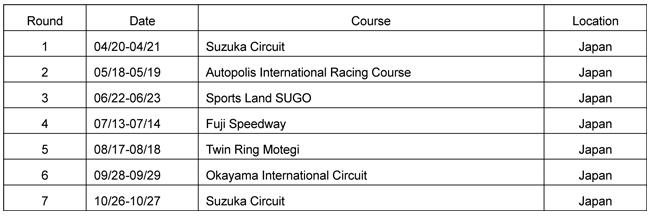 Round Date Course Location
1 04/20-04/21 Suzuka Circuit Japan
2 05/18-05/19 Autopolis International Racing Course Japan
3 06/22-06/23 Sports Land SUGO Japan
4 07/13-07/14 Fuji Speedway Japan
5 08/17-08/18 Twin Ring Motegi Japan
6 09/28-09/29 Okayama International Circuit Japan
7 10/26-10/27 Suzuka Circuit Japan